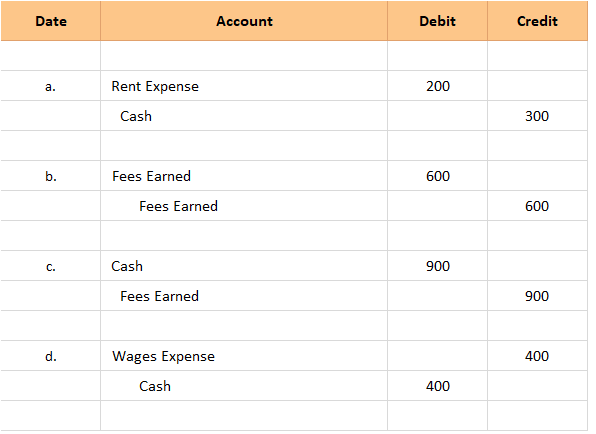 Date Account Debit Credit
a. Rent Expense 200
Cash 300
b. Fees Earned 600
Fees Earned 600
c. Cash 900
Fees Earned 900
d. Wages Expense 400
Cash 400